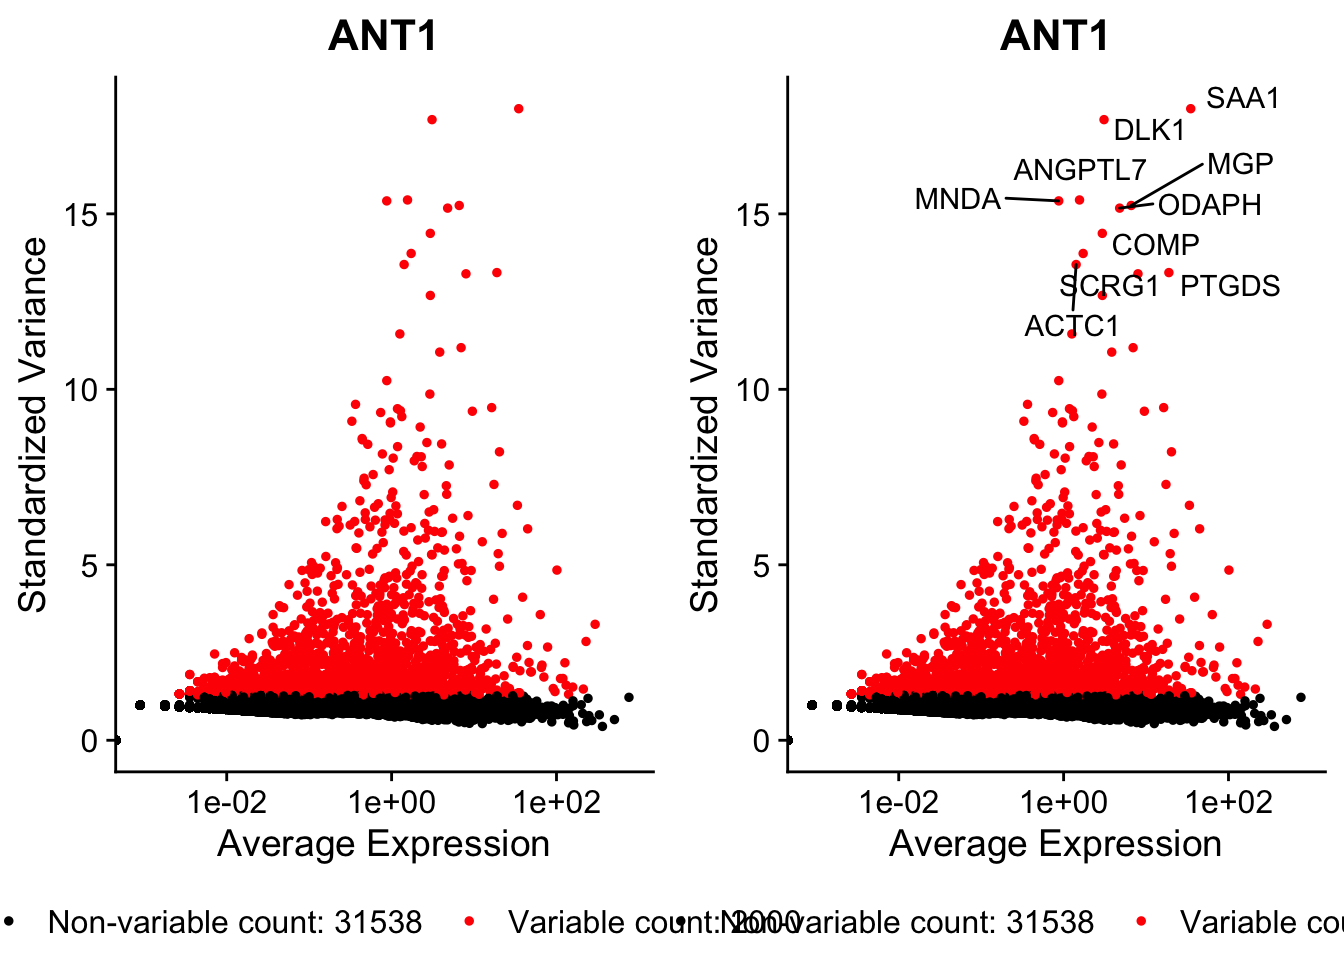 ANT1
Standardized Variance
15
10
5
0
1e-02 1e+00 1e+02
Average Expression
Non-variable count: 31538
Variable count: 2000
ANT1
Standardized Variance
15
10
5
0
SAA1
DLK1
ANGPTL7
MGP
MNDA
ODAPH
COMP
SCRG1
PTGDS
ACTC1
1e-02 1e+00 1e+02
Average Expression
Non-variable count: 31538
Variable cou